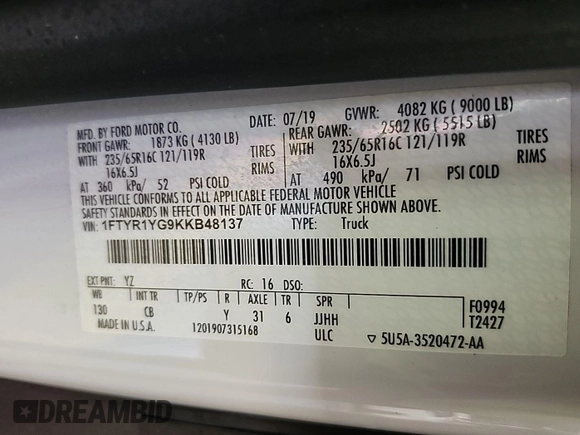 MFD. BY FORD MOTOR CO.
DATE: 07/19 GVWR: 4082 KG ( 9000 LB)
FRONT GAWR: 1873 KG ( 4130 LB)
REAR GAWR: 2502 KG ( 5515 LB)
WITH 235/65R16C 121/119R TIRES
WITH 235/65R16C 121/119R TIRES
16X6.5J RIMS
16X6.5J RIMS
AT 360 kPa/ 52 PSI COLD
AT 490 kPa/ 71 PSI COLD
THIS VEHICLE CONFORMS TO ALL APPLICABLE FEDERAL MOTOR VEHICLE
SAFETY STANDARDS IN EFFECT ON THE DATE OF MANUFACTURE SHOWN ABOVE.
VIN: 1FTYR1YG9KKB48137 TYPE: Truck
EXT PNT: YZ RC: 16 DSO:
WB INT TR TP/PS R AXLE TR SPR
130 CB Y 31 6 JJHH
F0994
T2427
MADE IN U.S.A. 1201907315168 ULC ▽ 5U5A-3520472-AA
DREAMBID